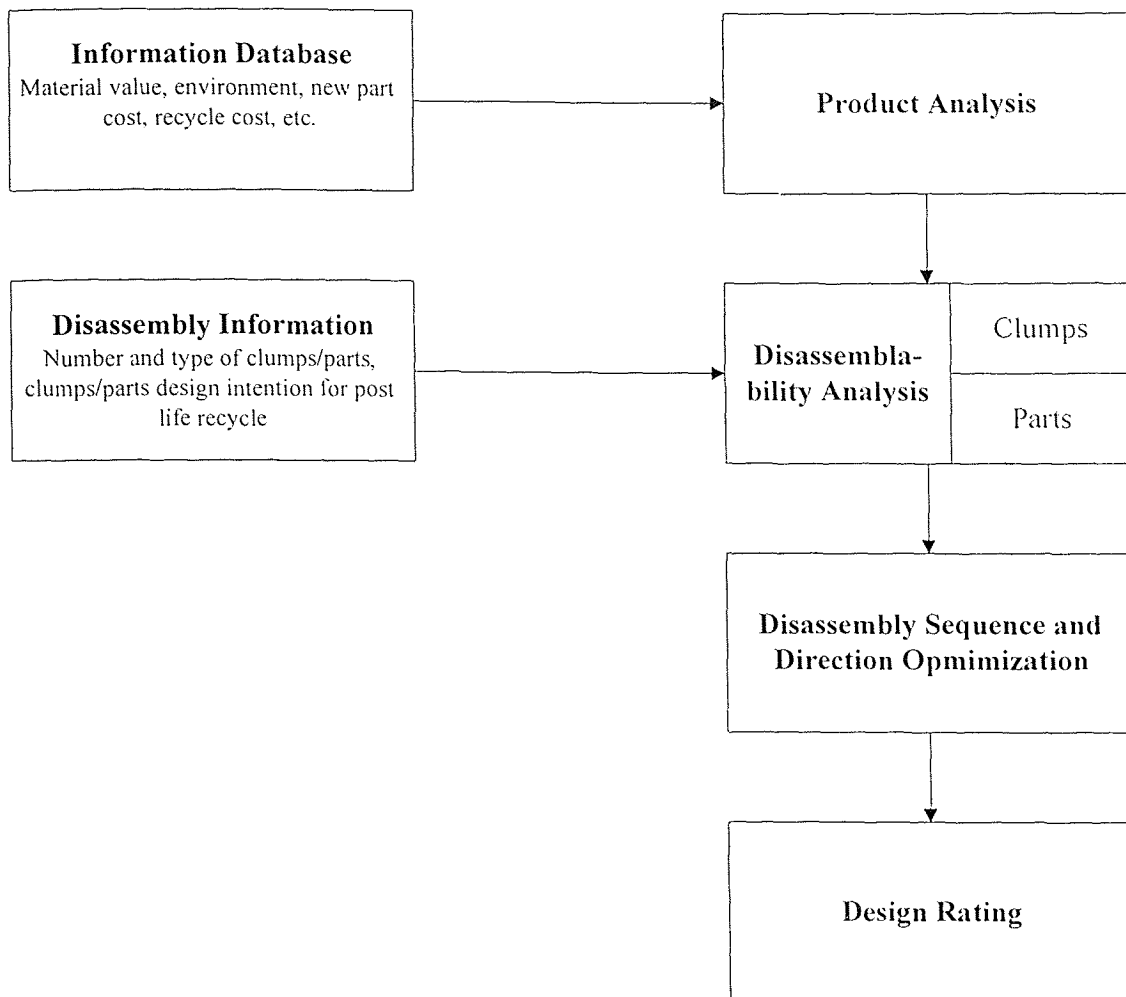 Information Database
Material value, environment, new part
cost, recycle cost, etc.
Product Analysis
Disassembly Information
Number and type of clumps/parts,
clumps/parts design intention for post
life recycle
Disassembla-
bility Analysis
Clumps
Parts
Disassembly Sequence and
Direction Opmimization
Design Rating